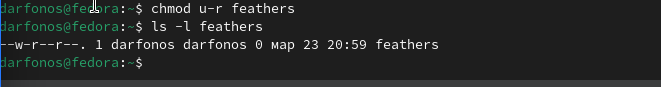 darfonos@fedora:~$ chmod u-r feathers
darfonos@fedora:~$ ls -l feathers
--w-r--r--. 1 darfonos darfonos 0 мар 23 20:59 feathers
darfonos@fedora:~$